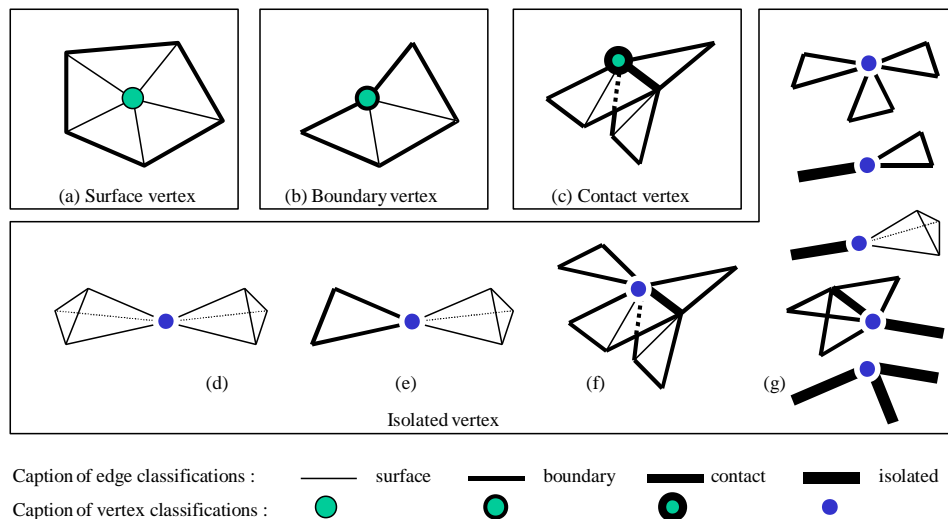 (a) Surface vertex
(b) Boundary vertex
(c) Contact vertex
(d)
(e)
(f)
(g)
Isolated vertex
Caption of edge classifications : surface boundary contact isolated
Caption of vertex classifications :